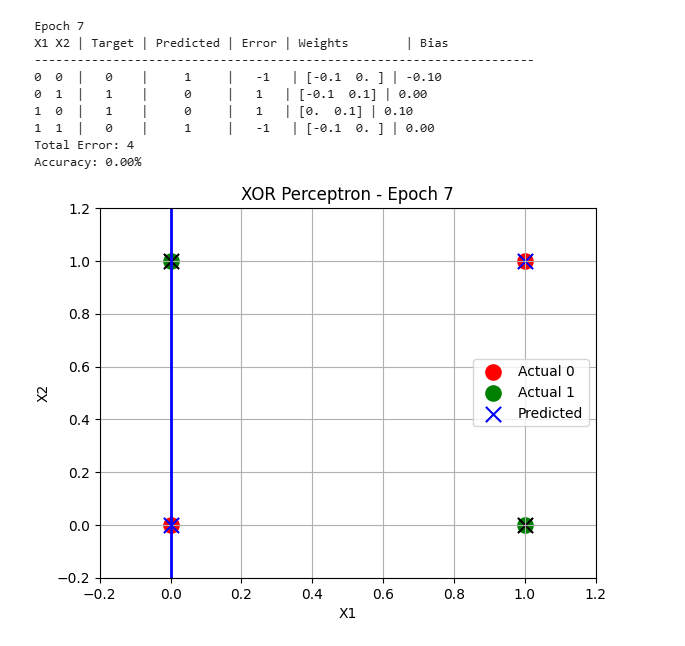 Epoch 7
X1 X2 | Target | Predicted | Error | Weights        | Bias
-------------------------------------------------------------------
0  0  |   0    |     1     |   -1   | [-0.1  0. ] | -0.10
0  1  |   1    |     0     |   1   | [-0.1  0.1] | 0.00
1  0  |   1    |     0     |   1   | [0.  0.1] | 0.10
1  1  |   0    |     1     |   -1   | [-0.1  0. ] | 0.00
Total Error: 4
Accuracy: 0.00%
XOR Perceptron - Epoch 7
1.2
1.0
0.8
0.6
0.4
0.2
0.0
−0.2
X2
Actual 0
Actual 1
Predicted
−0.2 0.0 0.2 0.4 0.6 0.8 1.0 1.2
X1